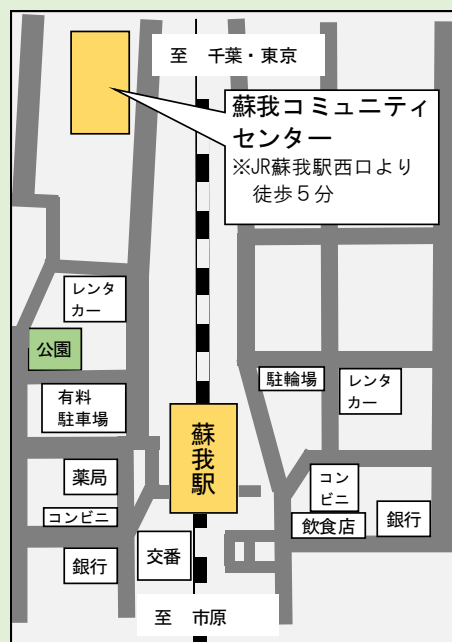 至　千葉・東京
蘇我コミュニティ
センター
※JR蘇我駅西口より
徒歩５分
レンタ
カー
公園
有料
駐車場
駐輪場
レンタ
カー
蘇我駅
薬局
コンビニ
銀行
交番
コン
ビニ
飲食店
銀行
至　市原